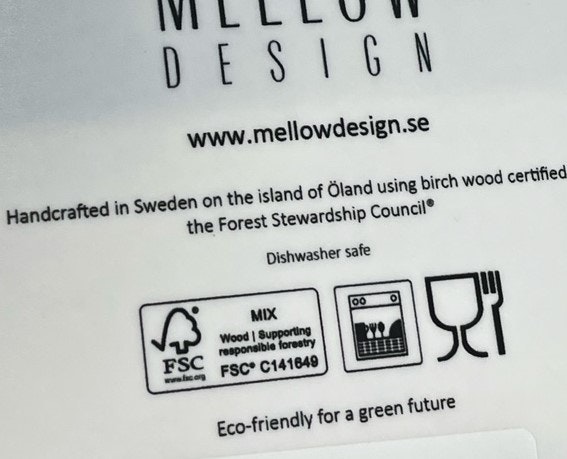 MELLOW
DESIGN
www.mellowdesign.se
Handcrafted in Sweden on the island of Öland using birch wood certified
the Forest Stewardship Council®
Dishwasher safe
MIX
Wood | Supporting
responsible forestry
FSC® C141649
FSC
www.fsc.org
Eco-friendly for a green future